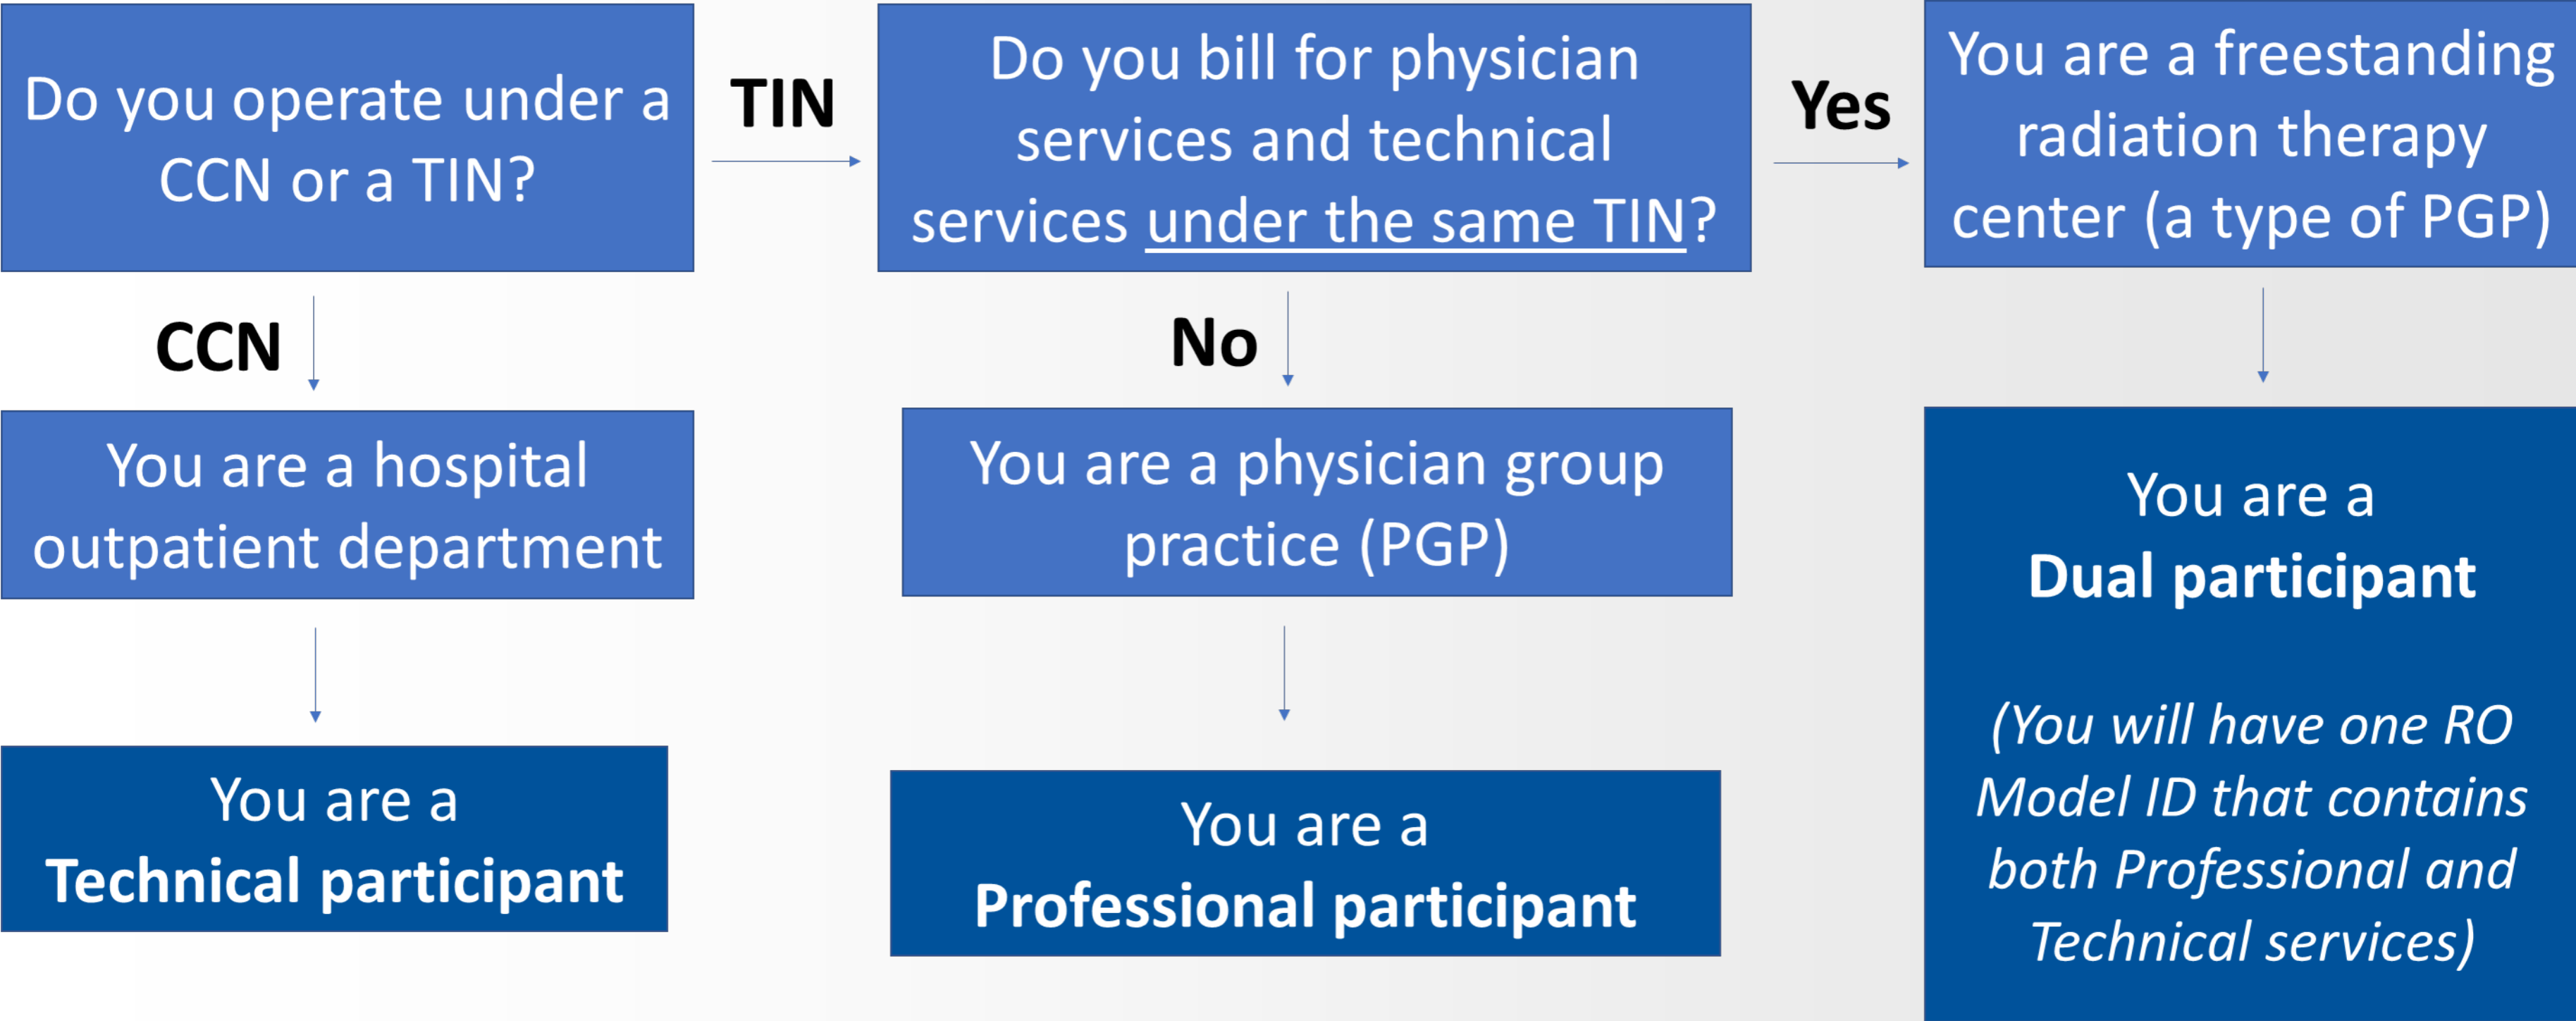 Do you operate under a
CCN or a TIN?
TIN
Do you bill for physician
services and technical
services under the same TIN?
Yes
You are a freestanding
radiation therapy
center (a type of PGP)
CCN
No
You are a hospital
outpatient department
You are a physician group
practice (PGP)
You are a
Technical participant
You are a
Professional participant
You are a
Dual participant
(You will have one RO
Model ID that contains
both Professional and
Technical services)